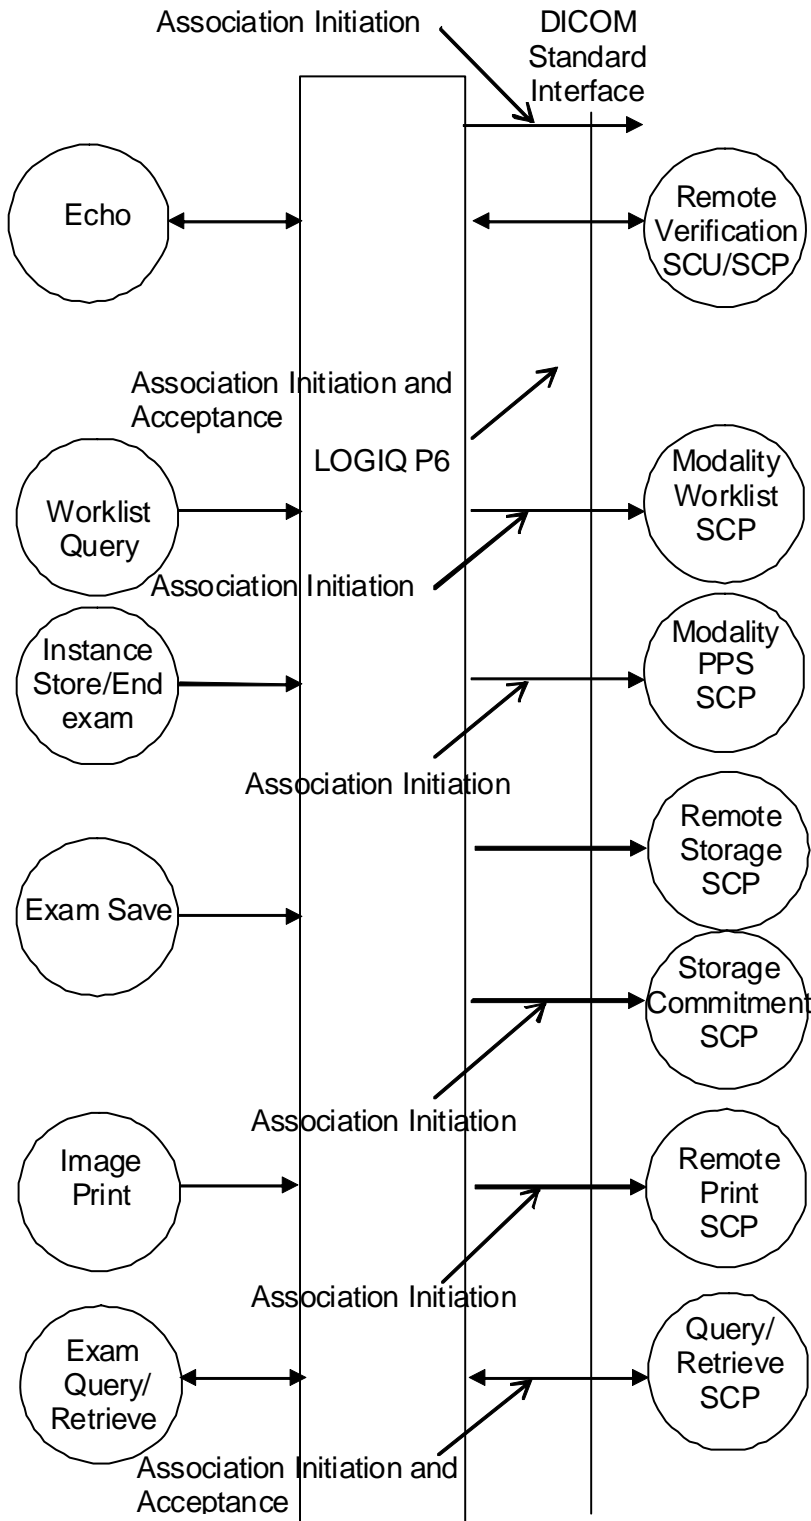 Association Initiation
DICOM
Standard
Interface
Echo
Remote
Verification
SCU/SCP
Association Initiation and
Acceptance
LOGIQ P6
Worklist
Query
Modality
Worklist
SCP
Association Initiation
Instance
Store/End
exam
Modality
PPS
SCP
Association Initiation
Remote
Storage
SCP
Exam Save
Storage
Commitment
SCP
Association Initiation
Image
Print
Remote
Print
SCP
Association Initiation
Exam
Query/
Retrieve
Query/
Retrieve
SCP
Association Initiation and
Acceptance